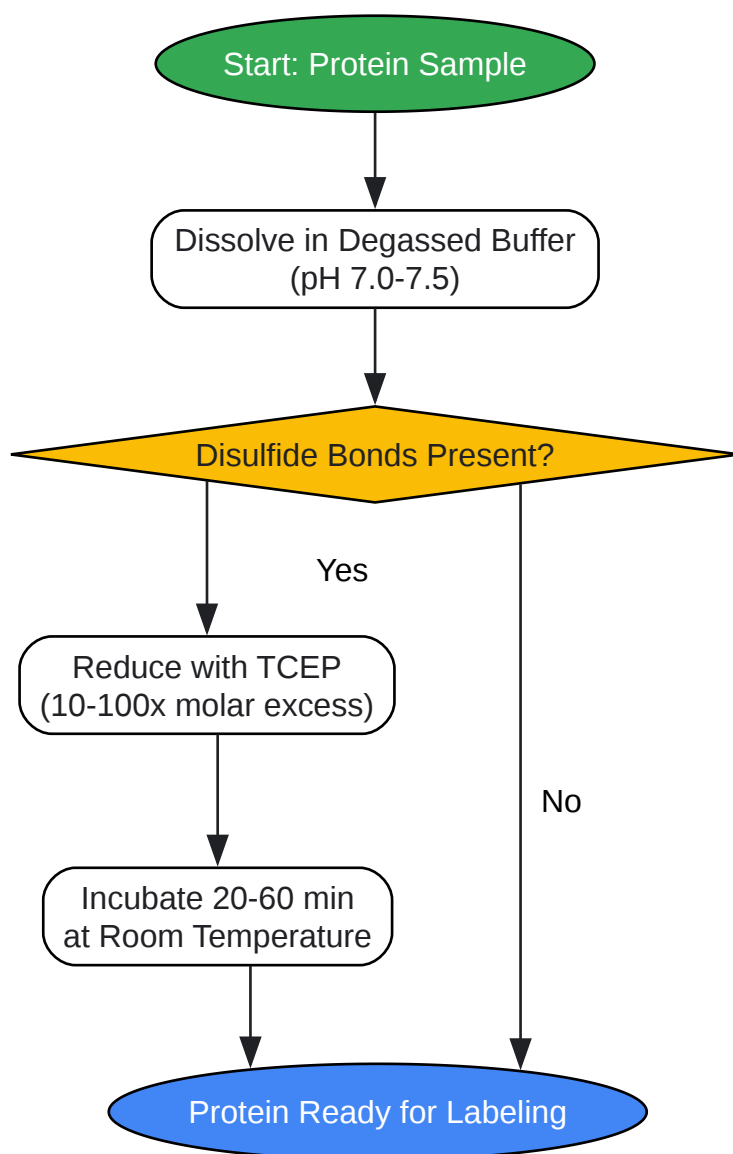 Start: Protein Sample
Dissolve in Degassed Buffer
(pH 7.0-7.5)
Disulfide Bonds Present?
Yes
Reduce with TCEP
(10-100x molar excess)
No
Incubate 20-60 min
at Room Temperature
Protein Ready for Labeling